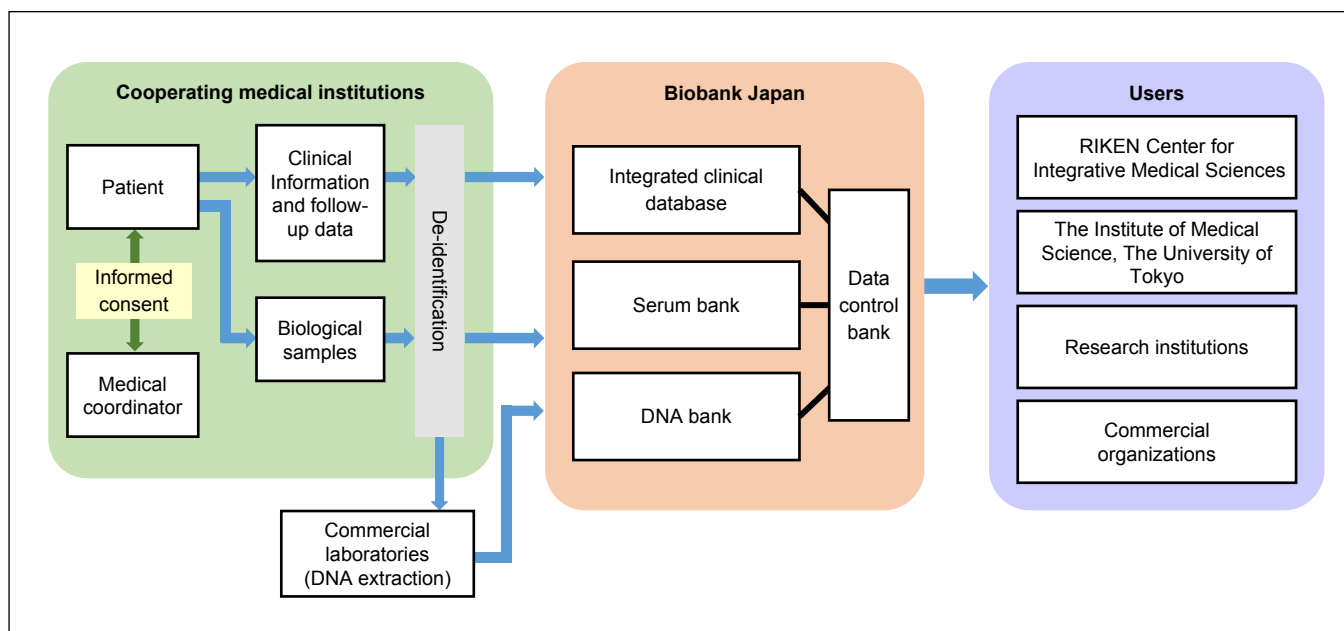 Cooperating medical institutions
Patient
Informed
consent
Medical
coordinator
Clinical
Information
and follow-
up data
Biological
samples
De-identification
Commercial
laboratories
(DNA extraction)
Biobank Japan
Integrated clinical
database
Serum bank
DNA bank
Data
control
bank
Users
RIKEN Center for
Integrative Medical Sciences
The Institute of Medical
Science, The University of
Tokyo
Research institutions
Commercial
organizations